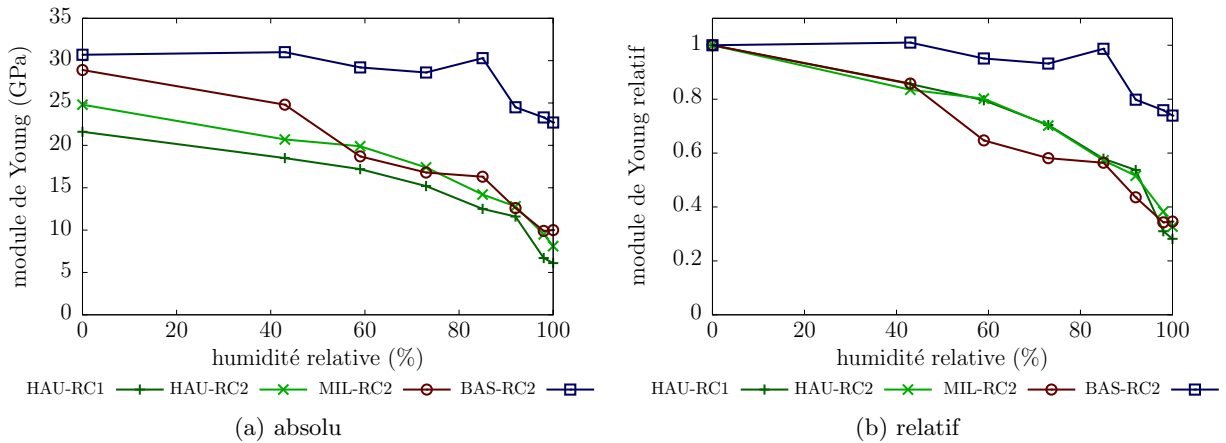 module de Young (GPa)
35
30
25
20
15
10
5
0
0 20 40 60 80 100
humidité relative (%)
HAU-RC1 HAU-RC2 MIL-RC2 BAS-RC2
(a) absolu
module de Young relatif
1
0.8
0.6
0.4
0.2
0
0 20 40 60 80 100
humidité relative (%)
HAU-RC1 HAU-RC2 MIL-RC2 BAS-RC2
(b) relatif